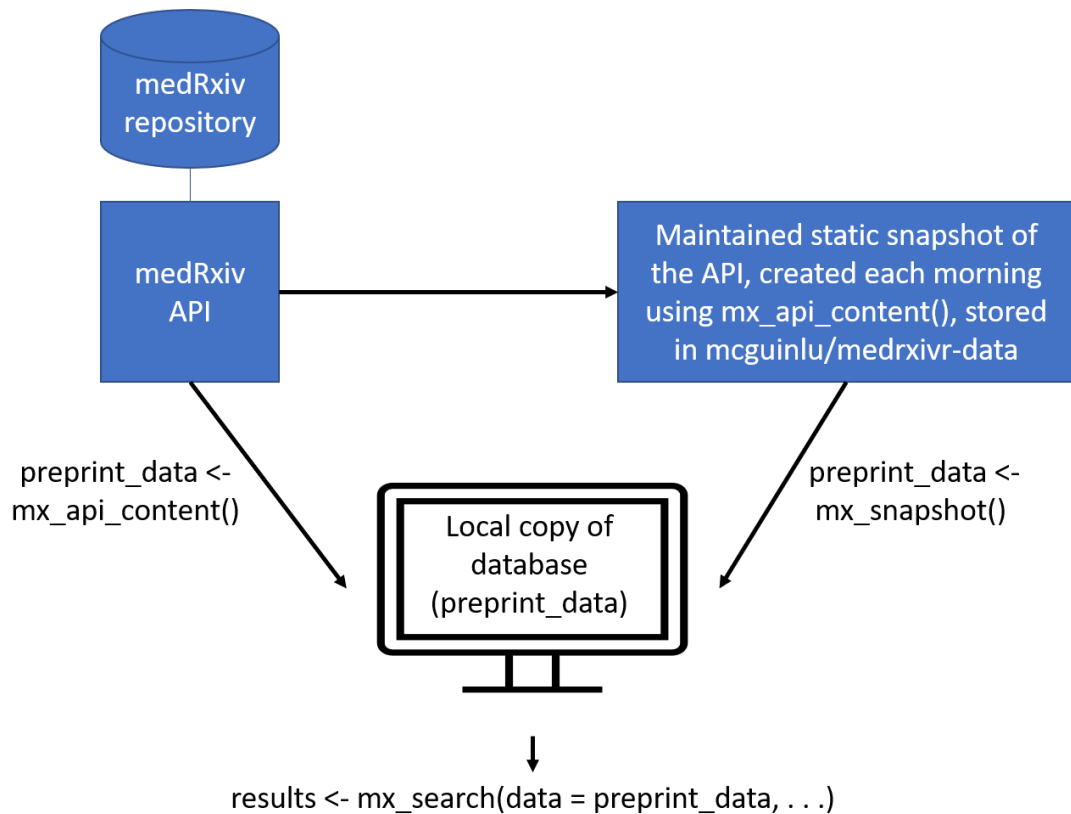 medRxiv
repository
medRxiv
API
Maintained static snapshot of
the API, created each morning
using mx_api_content(), stored
in mcguinlu/medrxivr-data
preprint_data <-
mx_api_content()
preprint_data <-
mx_snapshot()
Local copy of
database
(preprint_data)
results <- mx_search(data = preprint_data, . . .)